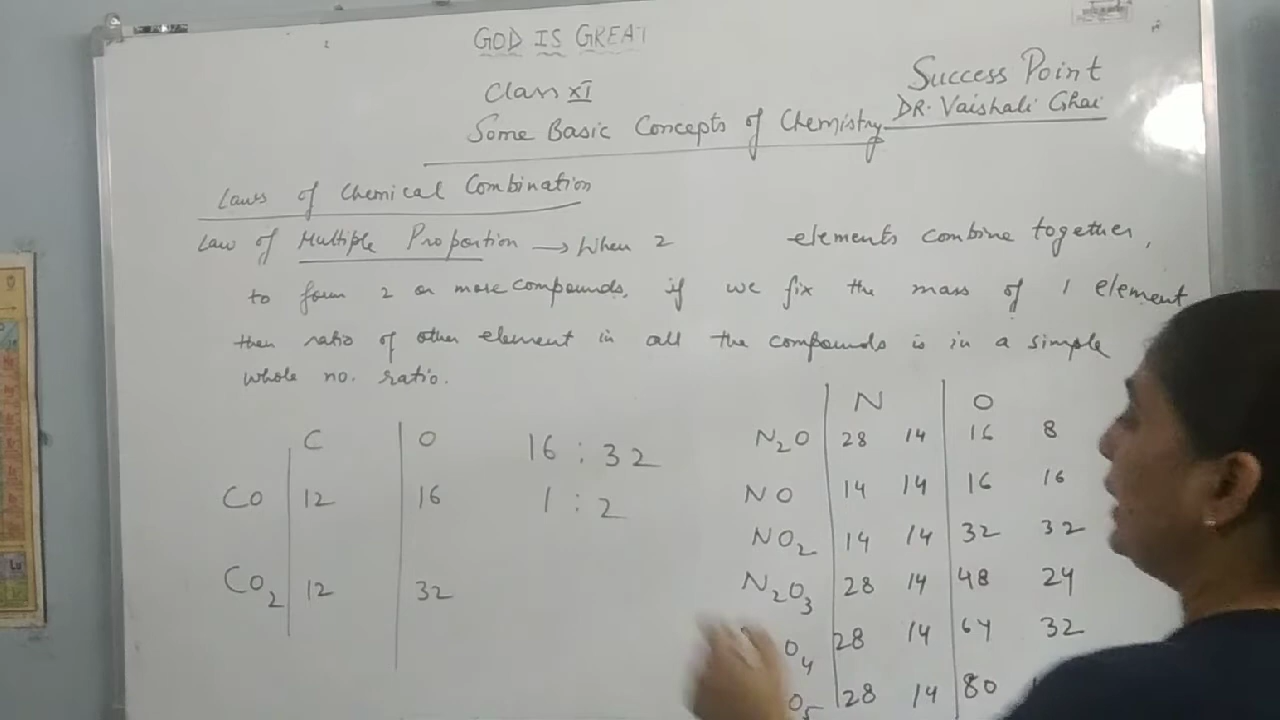 GOD IS GREAT
Class XI
Success Point
DR. Vaishali Ghai
Some Basic Concepts of Chemistry
Laws of Chemical Combination
Law of Multiple Proportion → When 2 elements combine together,
to form 2 or more compounds, if we fix the mass of 1 element
then ratio of other element in all the compounds is in a simple
whole no. ratio.
C O
CO 12 16
CO2 12 32
16 : 32
1 : 2
N O
N2O 28 14 16 8
NO 14 14 16 16
NO2 14 14 32 32
N2O3 28 14 48 24
O4 28 14 64 32
O5 28 14 80
Lu